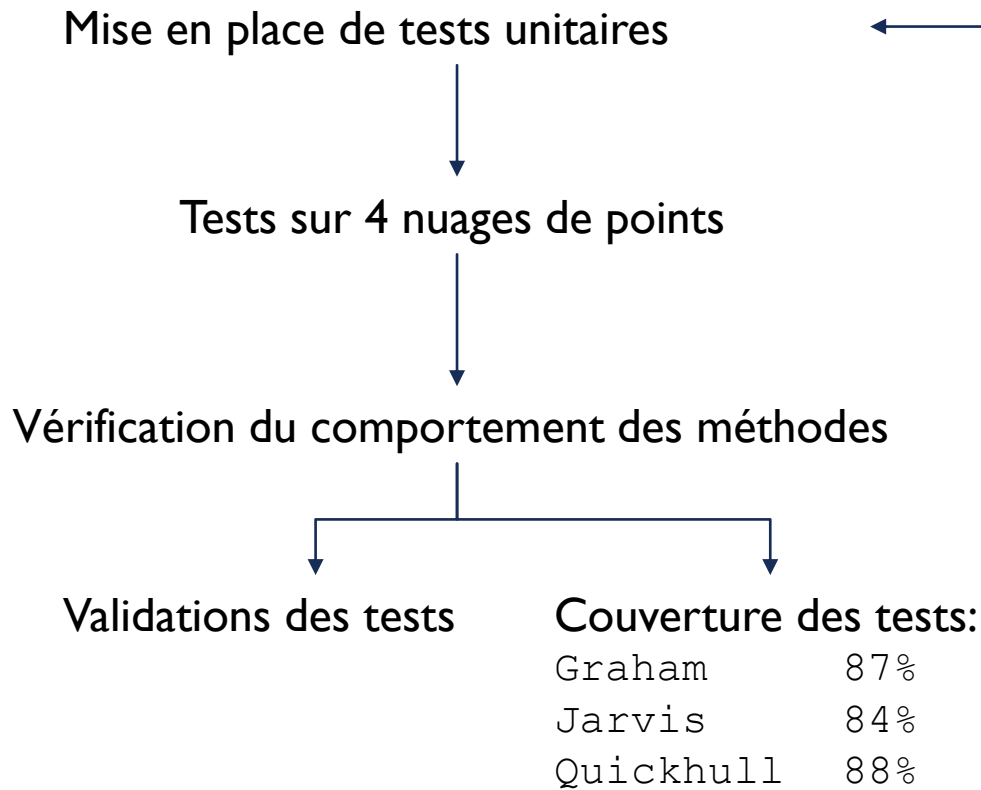 Mise en place de tests unitaires
Tests sur 4 nuages de points
Vérification du comportement des méthodes
Validations des tests
Couverture des tests:
Graham 87%
Jarvis 84%
Quickhull 88%